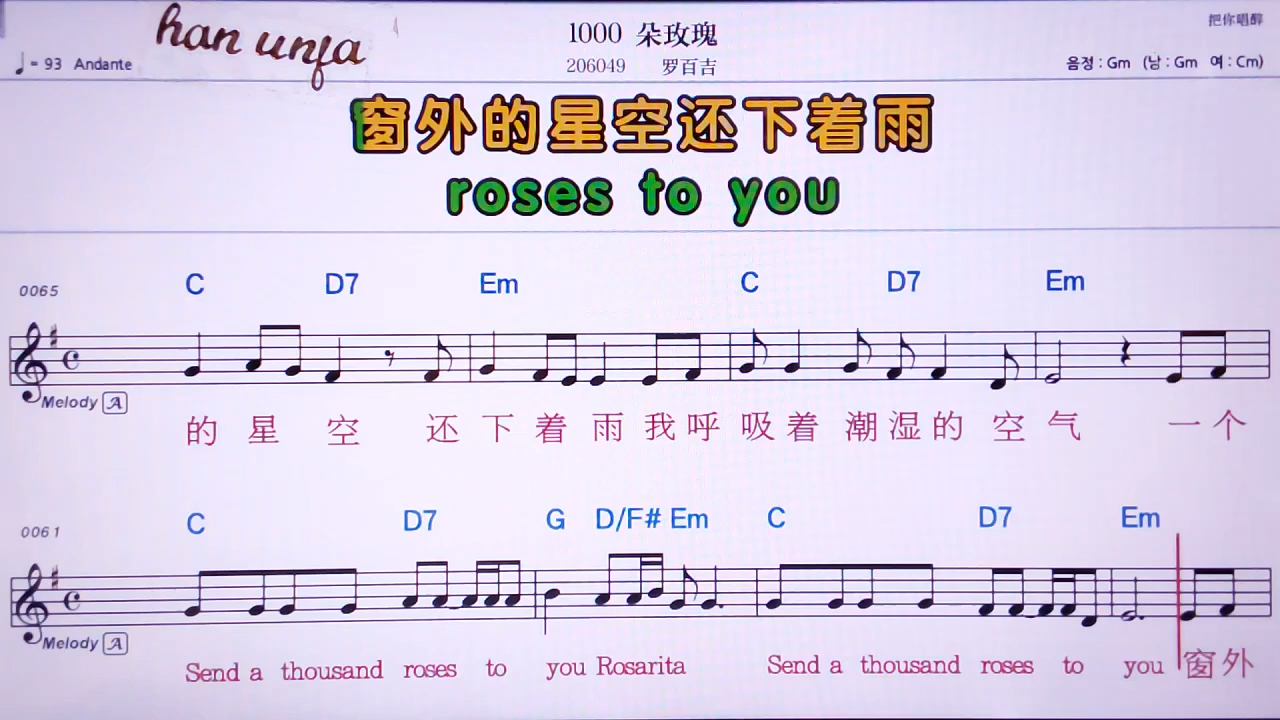 han unfa
1000 朵玫瑰
把你唱醉
♩= 93 Andante
206049 罗百吉
음정 : Gm (남 : Gm 여 : Cm)
窗外的星空还下着雨
roses to you
0065
C D7 Em C D7 Em
Melody A
的 星 空 还 下 着 雨 我 呼 吸 着 潮 湿 的 空 气 一 个
0061
C D7 G D/F# Em C D7 Em
Melody A
Send a thousand roses to you Rosarita Send a thousand roses to you 窗 外